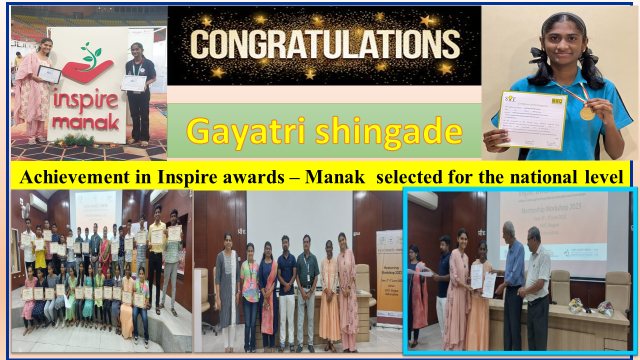 CONGRATULATIONS
inspire
manak
Gayatri shingade
Achievement in Inspire awards – Manak selected for the national level